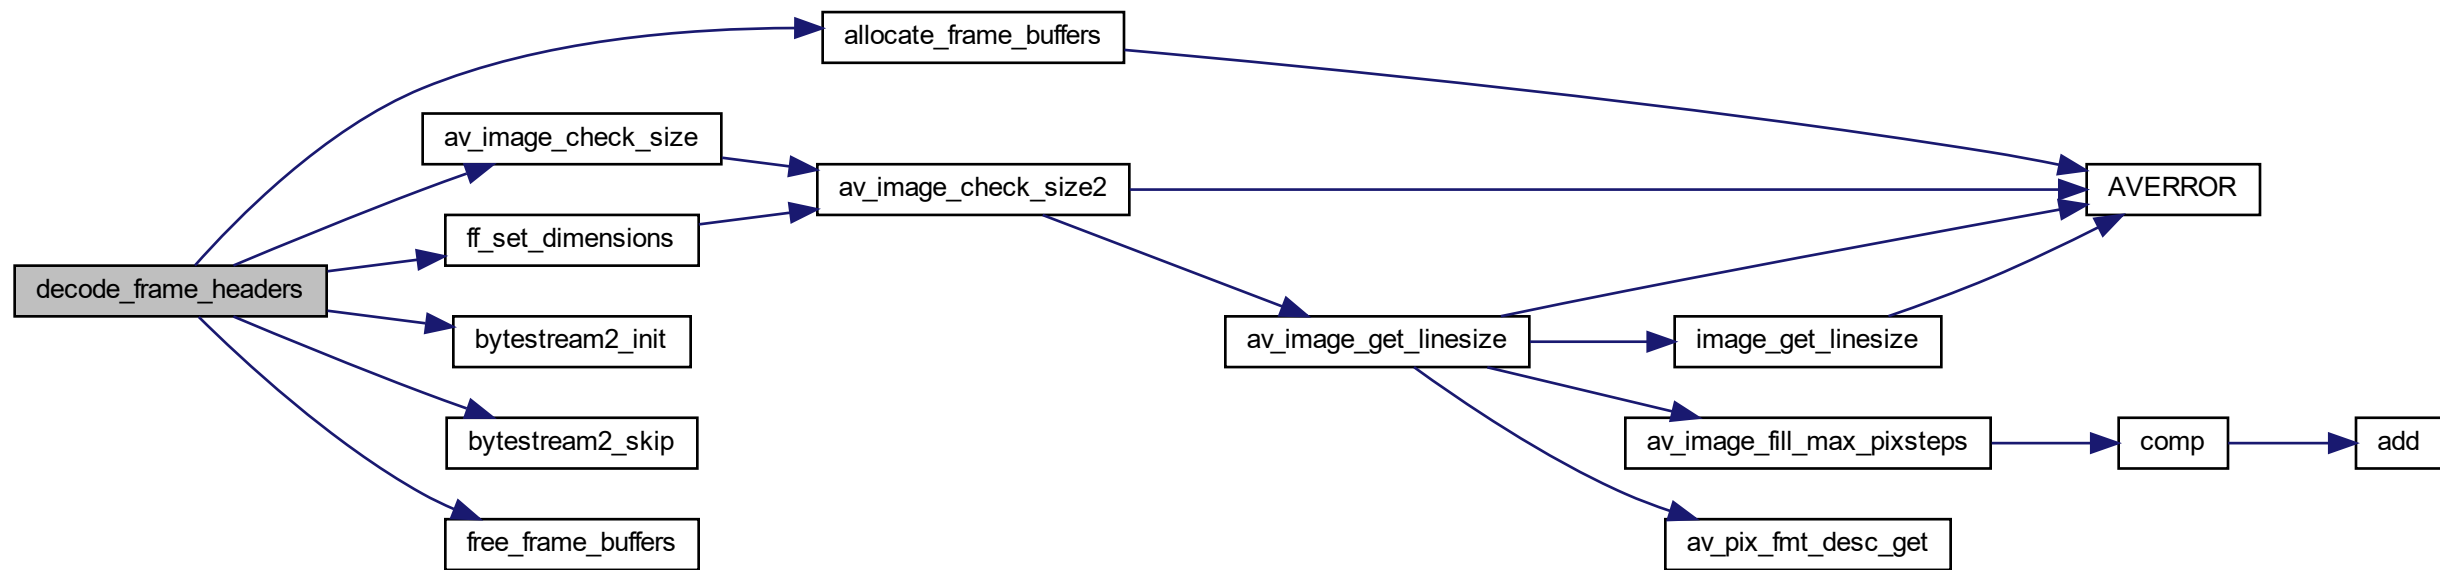 allocate_frame_buffers
av_image_check_size
av_image_check_size2
AVERROR
ff_set_dimensions
decode_frame_headers
bytestream2_init
av_image_get_linesize
image_get_linesize
bytestream2_skip
av_image_fill_max_pixsteps
comp
add
free_frame_buffers
av_pix_fmt_desc_get